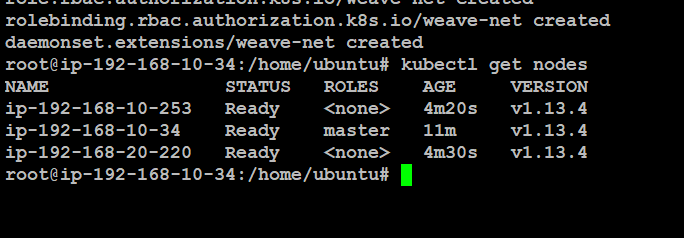 role.rbac.authorization.k8s.io/weave-net created
rolebinding.rbac.authorization.k8s.io/weave-net created
daemonset.extensions/weave-net created
root@ip-192-168-10-34:/home/ubuntu# kubectl get nodes
NAME STATUS ROLES AGE VERSION
ip-192-168-10-253 Ready <none> 4m20s v1.13.4
ip-192-168-10-34 Ready master 11m v1.13.4
ip-192-168-20-220 Ready <none> 4m30s v1.13.4
root@ip-192-168-10-34:/home/ubuntu#